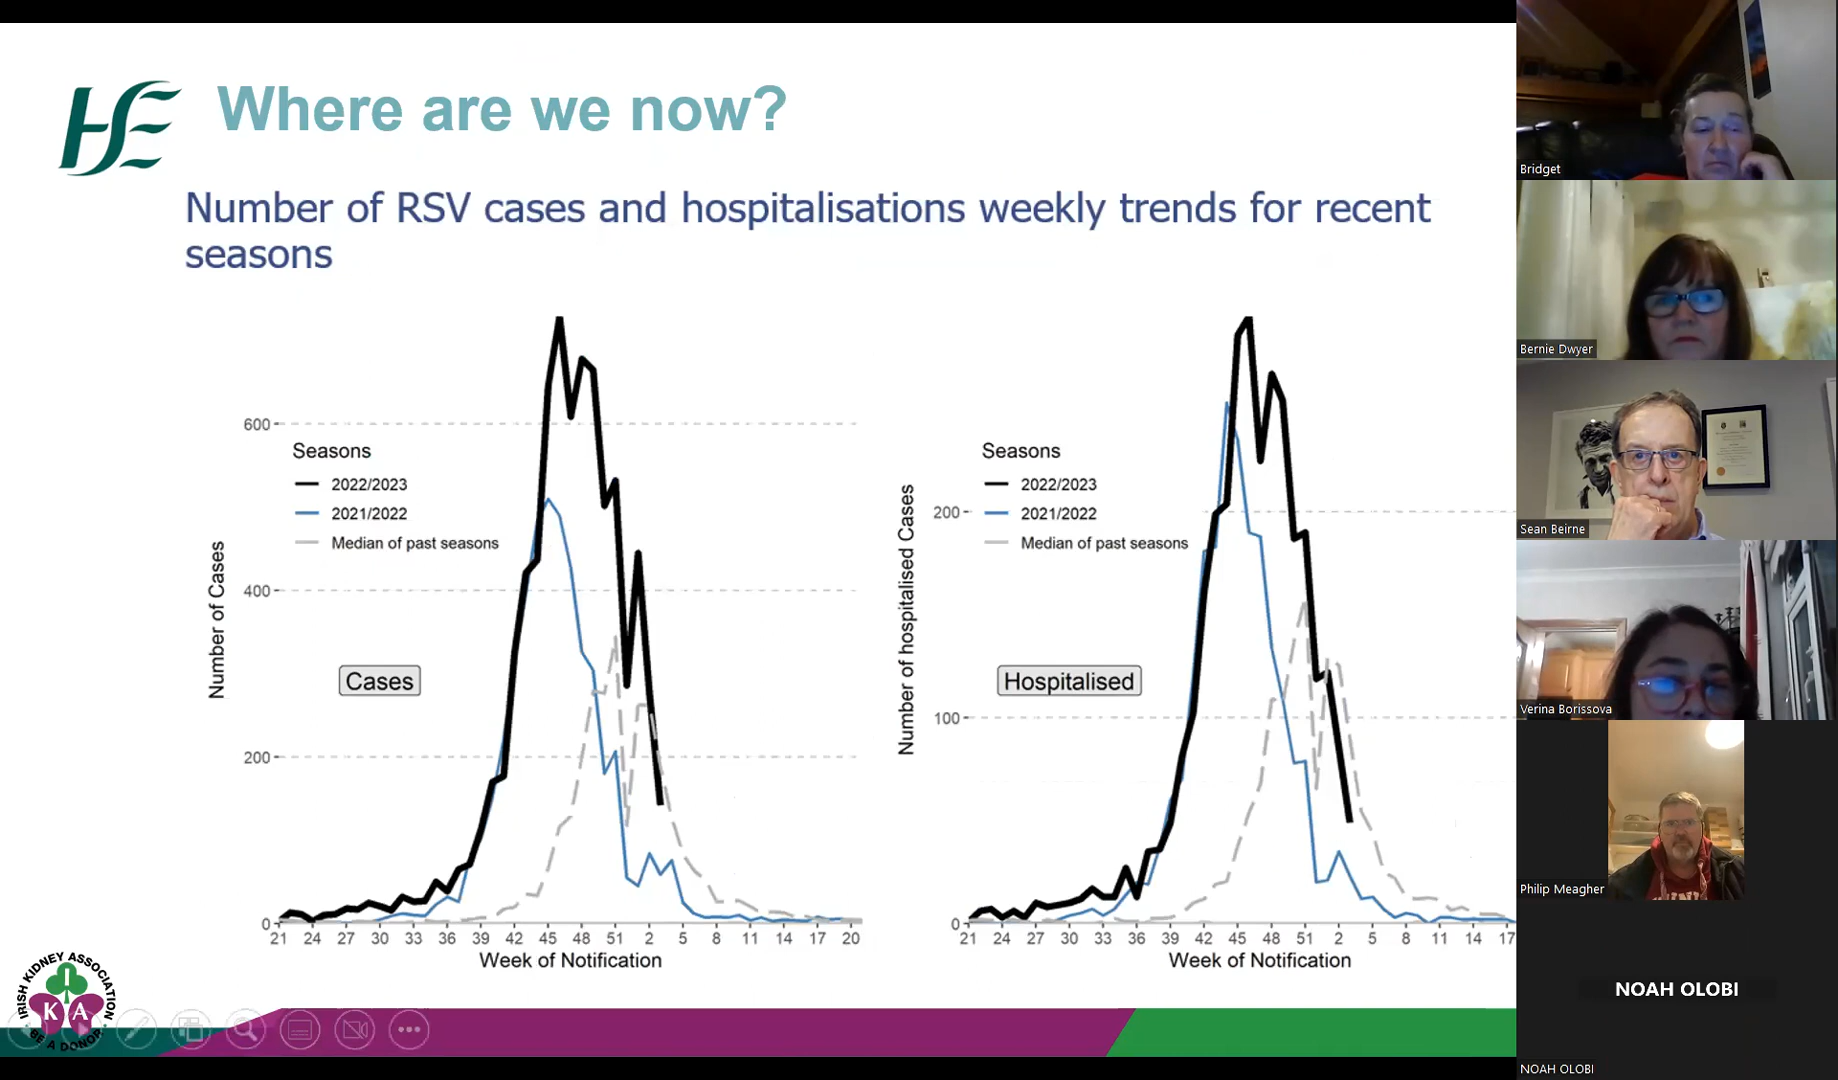 HSE
Where are we now?
Number of RSV cases and hospitalisations weekly trends for recent
seasons
Number of Cases
600
400
200
0
Seasons
2022/2023
2021/2022
Median of past seasons
Cases
21 24 27 30 33 36 39 42 45 48 51 2 5 8 11 14 17 20
Week of Notification
Number of hospitalised Cases
200
100
0
Seasons
2022/2023
2021/2022
Median of past seasons
Hospitalised
21 24 27 30 33 36 39 42 45 48 51 2 5 8 11 14 17
Week of Notification
IRISH KIDNEY ASSOCIATION
I
K A
BE A DONOR
Bridget
Bernie Dwyer
Sean Beirne
Verina Borissova
Philip Meagher
NOAH OLOBI
NOAH OLOBI